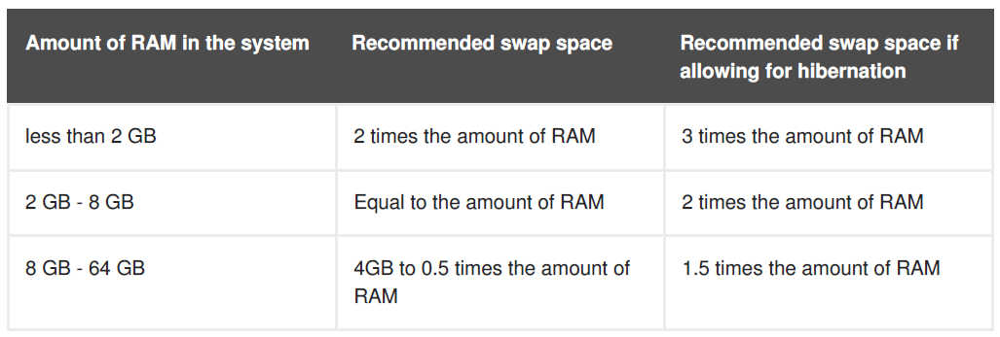 Amount of RAM in the system
Recommended swap space
Recommended swap space if
allowing for hibernation
less than 2 GB
2 times the amount of RAM
3 times the amount of RAM
2 GB - 8 GB
Equal to the amount of RAM
2 times the amount of RAM
8 GB - 64 GB
4GB to 0.5 times the amount of
RAM
1.5 times the amount of RAM